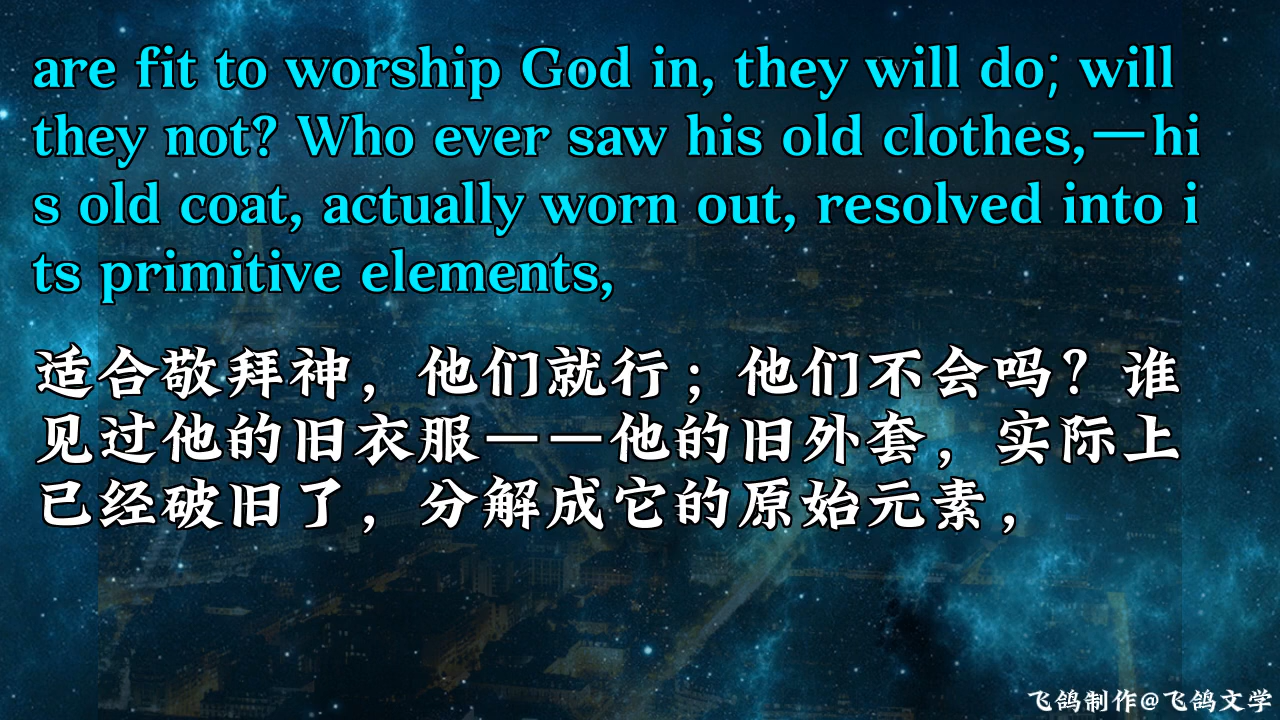 are fit to worship God in, they will do; will
they not? Who ever saw his old clothes,—hi
s old coat, actually worn out, resolved into i
ts primitive elements,
适合敬拜神，他们就行；他们不会吗？谁
见过他的旧衣服——他的旧外套，实际上
已经破旧了，分解成它的原始元素，
飞鸽制作@飞鸽文学